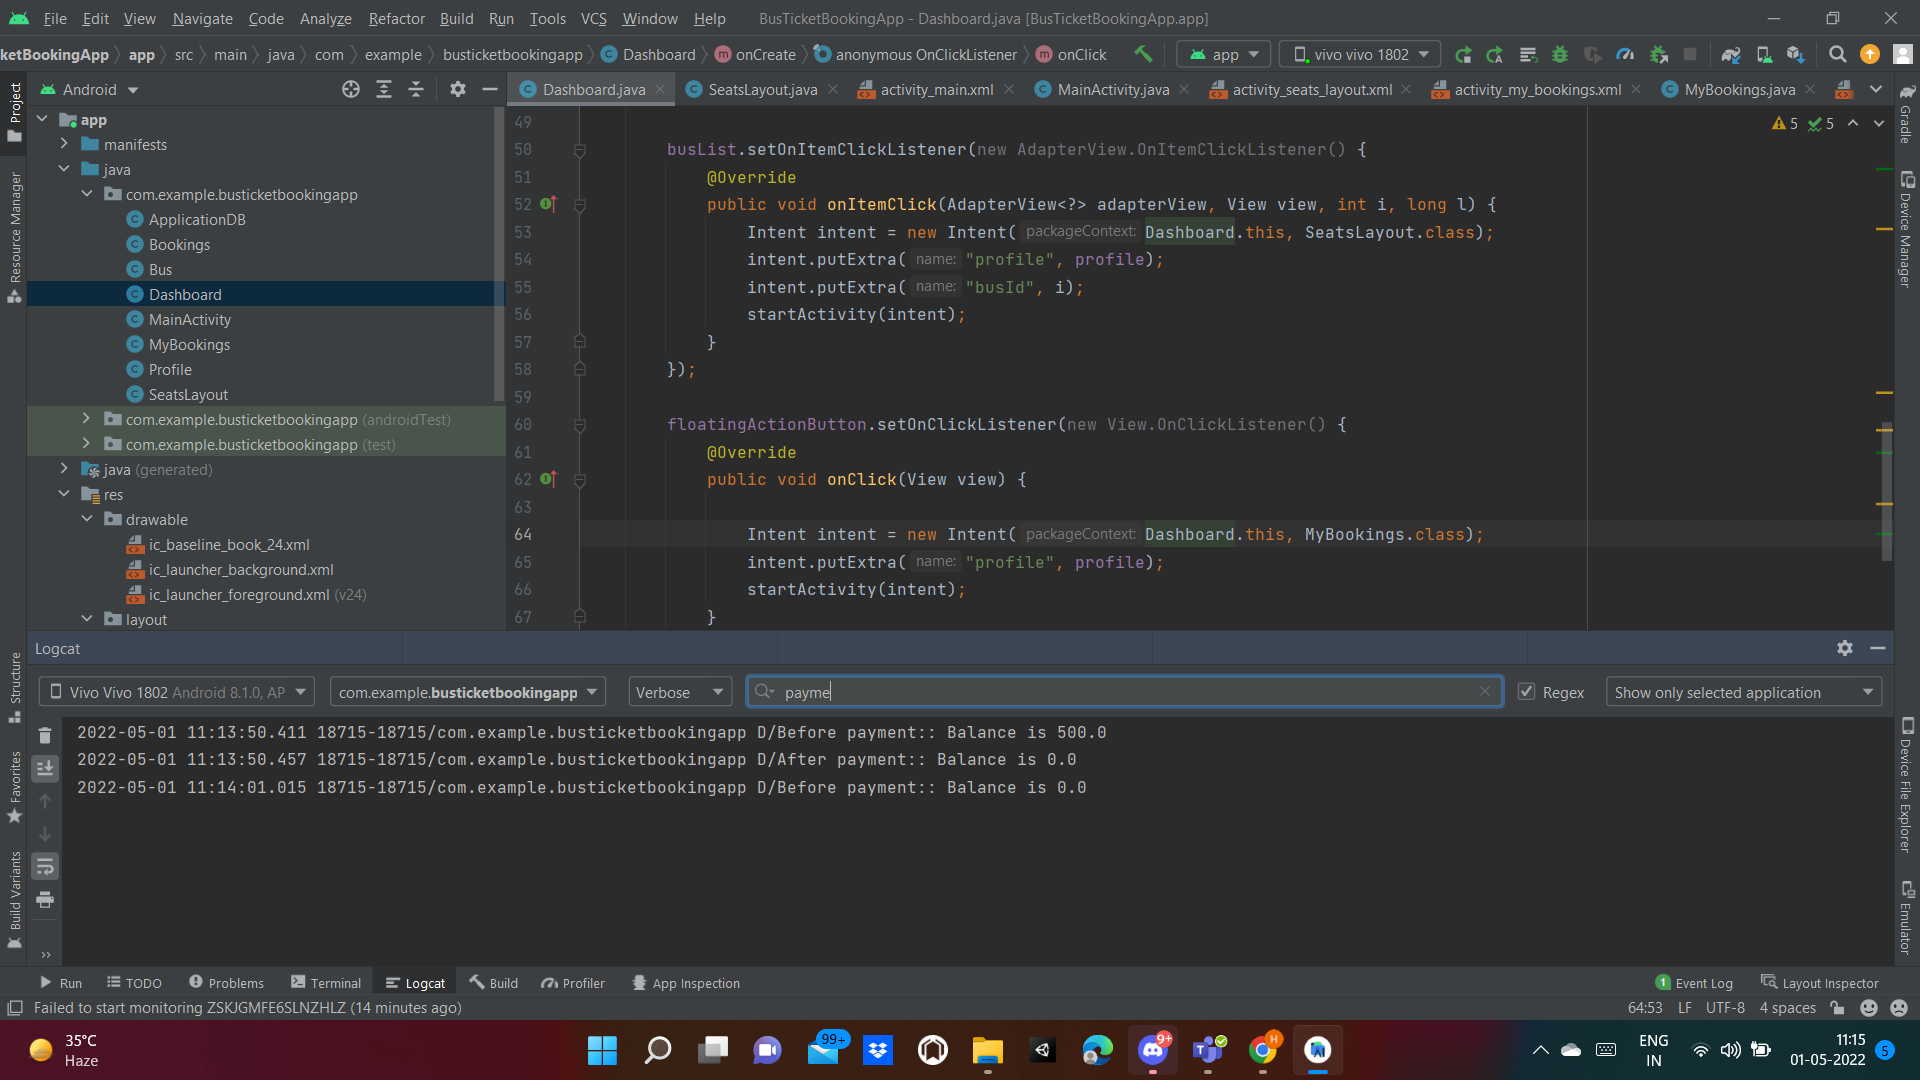 File Edit View Navigate Code Analyze Refactor Build Run Tools VCS Window Help BusTicketBookingApp - Dashboard.java [BusTicketBookingApp.app]
ketBookingApp app src main java com example busticketbookingapp Dashboard onCreate anonymous OnClickListener onClick app vivo vivo 1802
Project
Resource Manager
Structure
Favorites
Build Variants
Android
Dashboard.java SeatsLayout.java activity_main.xml MainActivity.java activity_seats_layout.xml activity_my_bookings.xml MyBookings.java
app
manifests
java
com.example.busticketbookingapp
ApplicationDB
Bookings
Bus
Dashboard
MainActivity
MyBookings
Profile
SeatsLayout
com.example.busticketbookingapp (androidTest)
com.example.busticketbookingapp (test)
java (generated)
res
drawable
ic_baseline_book_24.xml
ic_launcher_background.xml
ic_launcher_foreground.xml (v24)
layout
5 5
49
50 busList.setOnItemClickListener(new AdapterView.OnItemClickListener() {
51 @Override
52 public void onItemClick(AdapterView<?> adapterView, View view, int i, long l) {
53 Intent intent = new Intent( packageContext: Dashboard.this, SeatsLayout.class);
54 intent.putExtra( name: "profile", profile);
55 intent.putExtra( name: "busId", i);
56 startActivity(intent);
57 }
58 });
59
60 floatingActionButton.setOnClickListener(new View.OnClickListener() {
61 @Override
62 public void onClick(View view) {
63
64 Intent intent = new Intent( packageContext: Dashboard.this, MyBookings.class);
65 intent.putExtra( name: "profile", profile);
66 startActivity(intent);
67 }
Gradle
Device Manager
Device File Explorer
Emulator
Logcat
Vivo Vivo 1802 Android 8.1.0, AP com.example.busticketbookingapp Verbose payme Regex Show only selected application
2022-05-01 11:13:50.411 18715-18715/com.example.busticketbookingapp D/Before payment:: Balance is 500.0
2022-05-01 11:13:50.457 18715-18715/com.example.busticketbookingapp D/After payment:: Balance is 0.0
2022-05-01 11:14:01.015 18715-18715/com.example.busticketbookingapp D/Before payment:: Balance is 0.0
Run TODO Problems Terminal Logcat Build Profiler App Inspection 1 Event Log Layout Inspector
Failed to start monitoring ZSKJGMFE6SLNZHLZ (14 minutes ago) 64:53 LF UTF-8 4 spaces
35°C
Haze
99+
9+
H
ENG
IN
11:15
01-05-2022
5